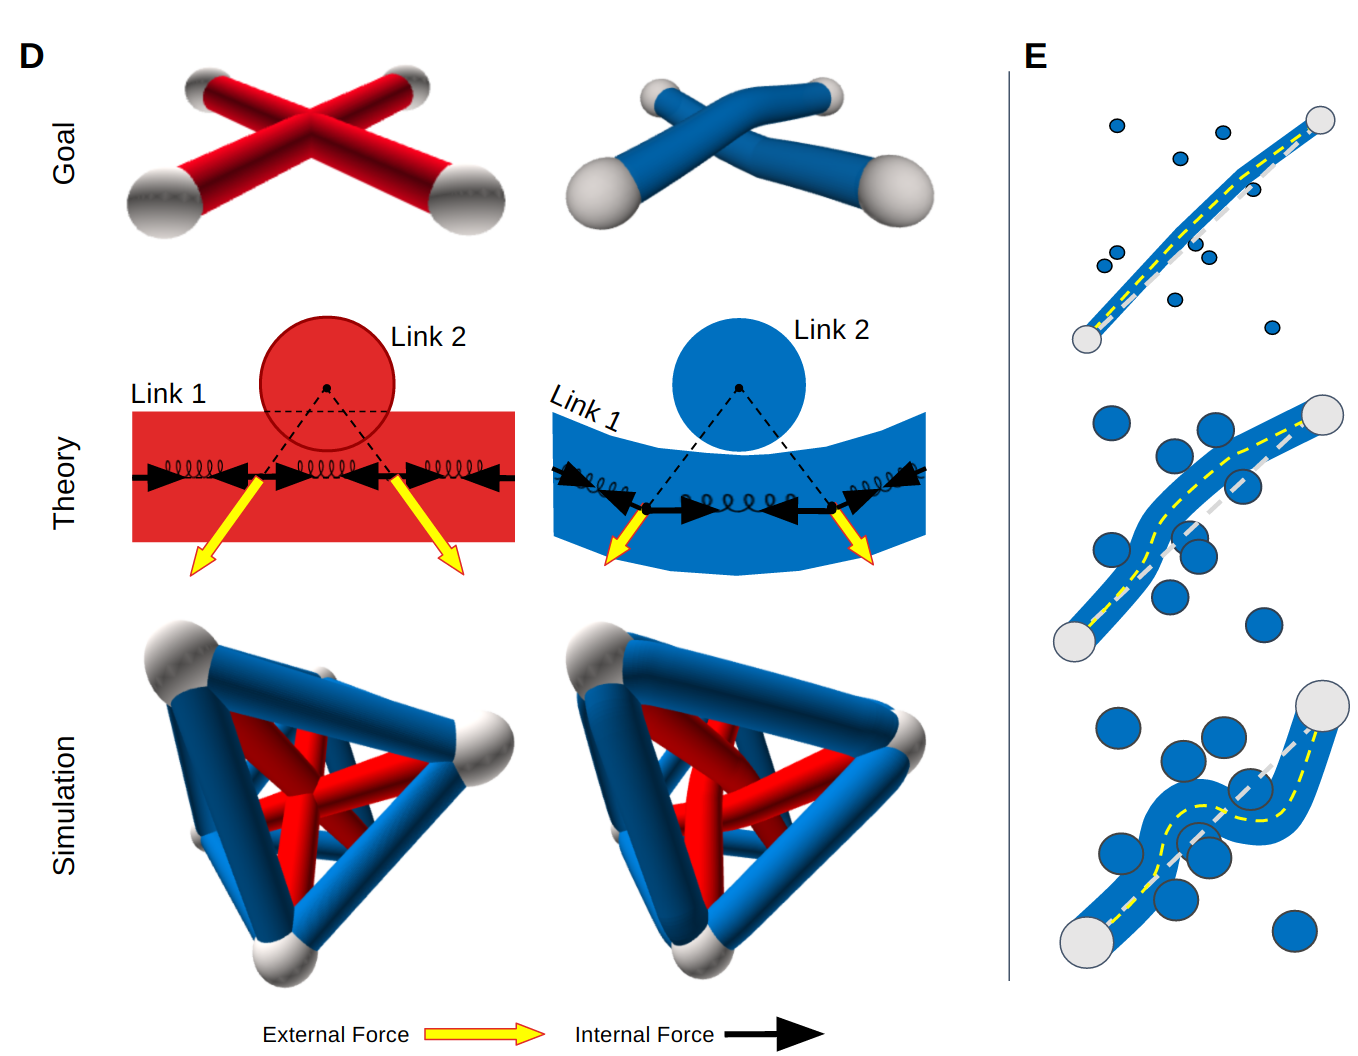 D
E
Goal
Link 2
Link 1
Link 2
Link 1
Theory
Simulation
External Force
Internal Force